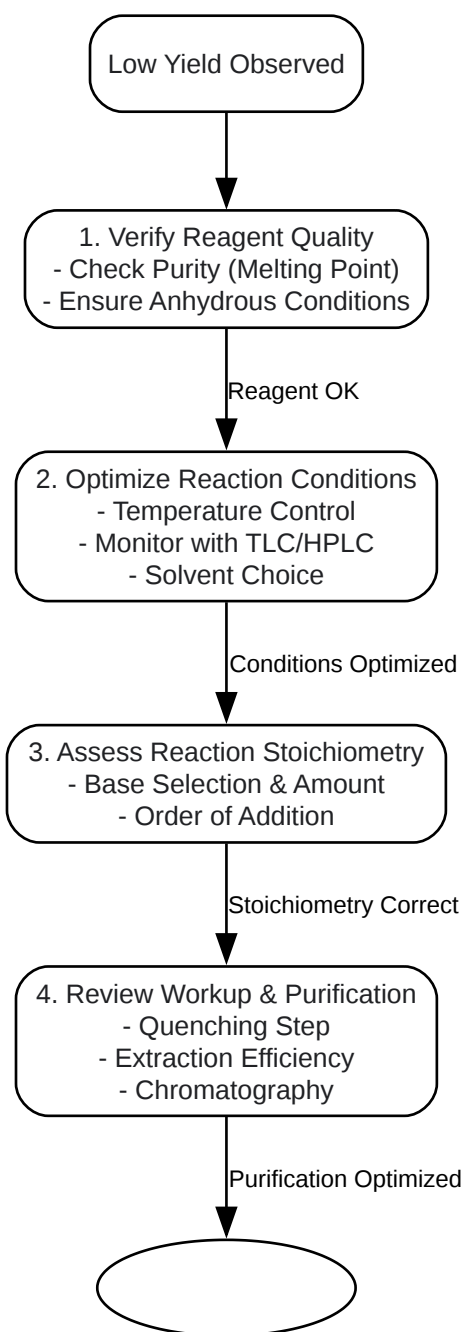 Low Yield Observed
1. Verify Reagent Quality
- Check Purity (Melting Point)
- Ensure Anhydrous Conditions
Reagent OK
2. Optimize Reaction Conditions
- Temperature Control
- Monitor with TLC/HPLC
- Solvent Choice
Conditions Optimized
3. Assess Reaction Stoichiometry
- Base Selection & Amount
- Order of Addition
Stoichiometry Correct
4. Review Workup & Purification
- Quenching Step
- Extraction Efficiency
- Chromatography
Purification Optimized